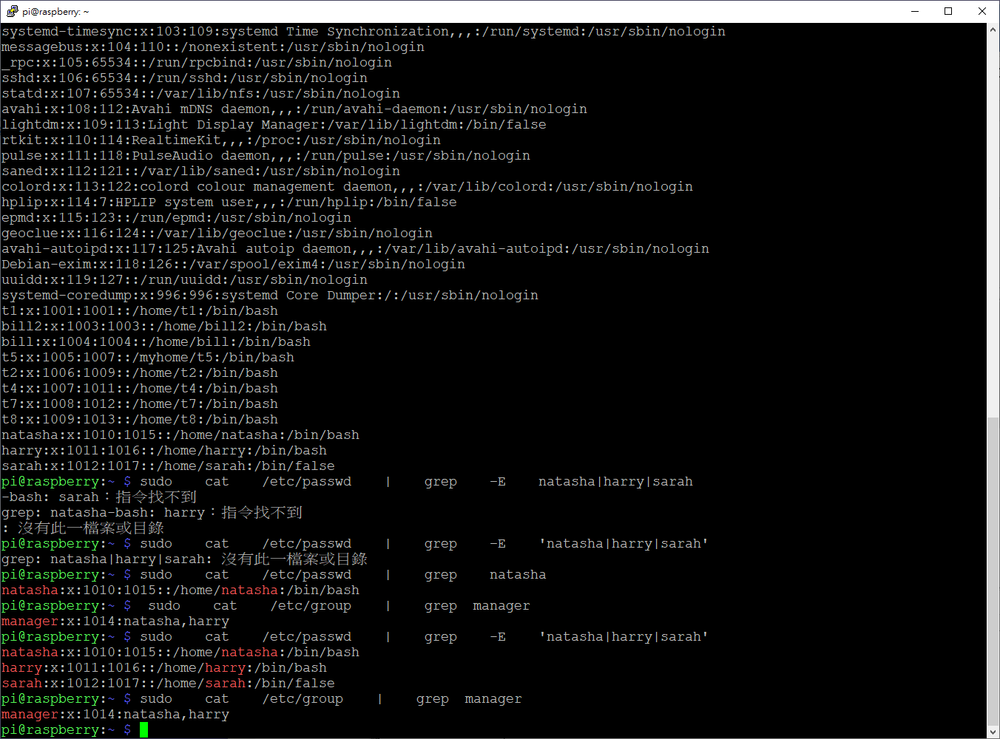 pi@raspberry: ~
systemd-timesync:x:103:109:systemd Time Synchronization,,,:/run/systemd:/usr/sbin/nologin
messagebus:x:104:110::/nonexistent:/usr/sbin/nologin
_rpc:x:105:65534::/run/rpcbind:/usr/sbin/nologin
sshd:x:106:65534::/run/sshd:/usr/sbin/nologin
statd:x:107:65534::/var/lib/nfs:/usr/sbin/nologin
avahi:x:108:112:Avahi mDNS daemon,,,:/run/avahi-daemon:/usr/sbin/nologin
lightdm:x:109:113:Light Display Manager:/var/lib/lightdm:/bin/false
rtkit:x:110:114:RealtimeKit,,,:/proc:/usr/sbin/nologin
pulse:x:111:118:PulseAudio daemon,,,:/run/pulse:/usr/sbin/nologin
saned:x:112:121::/var/lib/saned:/usr/sbin/nologin
colord:x:113:122:colord colour management daemon,,,:/var/lib/colord:/usr/sbin/nologin
hplip:x:114:7:HPLIP system user,,,:/run/hplip:/bin/false
epmd:x:115:123::/run/epmd:/usr/sbin/nologin
geoclue:x:116:124::/var/lib/geoclue:/usr/sbin/nologin
avahi-autoipd:x:117:125:Avahi autoip daemon,,,:/var/lib/avahi-autoipd:/usr/sbin/nologin
Debian-exim:x:118:126::/var/spool/exim4:/usr/sbin/nologin
uuidd:x:119:127::/run/uuidd:/usr/sbin/nologin
systemd-coredump:x:996:996:systemd Core Dumper:/:/usr/sbin/nologin
t1:x:1001:1001::/home/t1:/bin/bash
bill2:x:1003:1003::/home/bill2:/bin/bash
bill:x:1004:1004::/home/bill:/bin/bash
t5:x:1005:1007::/myhome/t5:/bin/bash
t2:x:1006:1009::/home/t2:/bin/bash
t4:x:1007:1011::/home/t4:/bin/bash
t7:x:1008:1012::/home/t7:/bin/bash
t8:x:1009:1013::/home/t8:/bin/bash
natasha:x:1010:1015::/home/natasha:/bin/bash
harry:x:1011:1016::/home/harry:/bin/bash
sarah:x:1012:1017::/home/sarah:/bin/false
pi@raspberry:~ $ sudo    cat    /etc/passwd    |    grep    -E    natasha|harry|sarah
-bash: sarah：指令找不到
grep: natasha-bash: harry：指令找不到
: 沒有此一檔案或目錄
pi@raspberry:~ $ sudo    cat    /etc/passwd    |    grep    -E    'natasha|harry|sarah'
grep: natasha|harry|sarah: 沒有此一檔案或目錄
pi@raspberry:~ $ sudo    cat    /etc/passwd    |    grep    natasha
natasha:x:1010:1015::/home/natasha:/bin/bash
pi@raspberry:~ $  sudo    cat    /etc/group    |    grep  manager
manager:x:1014:natasha,harry
pi@raspberry:~ $ sudo    cat    /etc/passwd    |    grep    -E    'natasha|harry|sarah'
natasha:x:1010:1015::/home/natasha:/bin/bash
harry:x:1011:1016::/home/harry:/bin/bash
sarah:x:1012:1017::/home/sarah:/bin/false
pi@raspberry:~ $ sudo    cat    /etc/group    |    grep  manager
manager:x:1014:natasha,harry
pi@raspberry:~ $